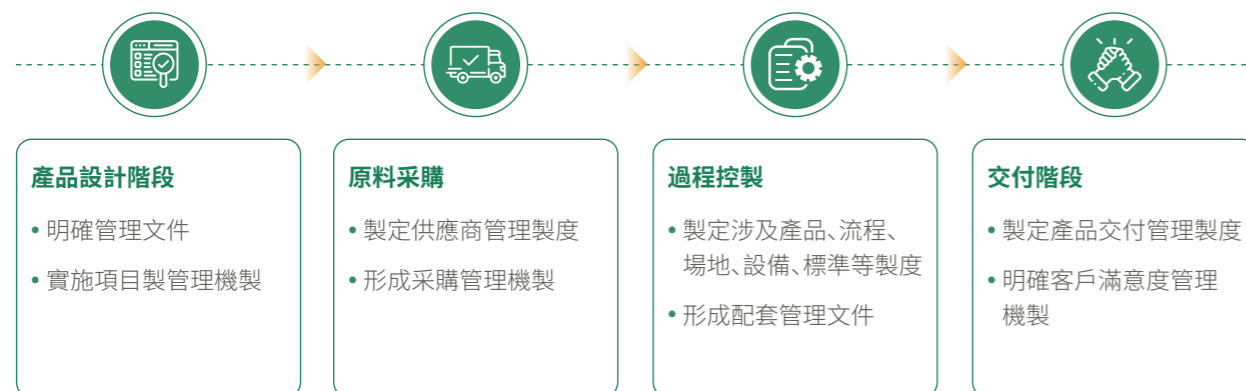 產品設計階段
• 明確管理文件
• 實施項目製管理機製
原料采購
• 製定供應商管理製度
• 形成采購管理機製
過程控製
• 製定涉及產品、流程、
場地、設備、標準等製度
• 形成配套管理文件
交付階段
• 製定產品交付管理製度
• 明確客戶滿意度管理
機製